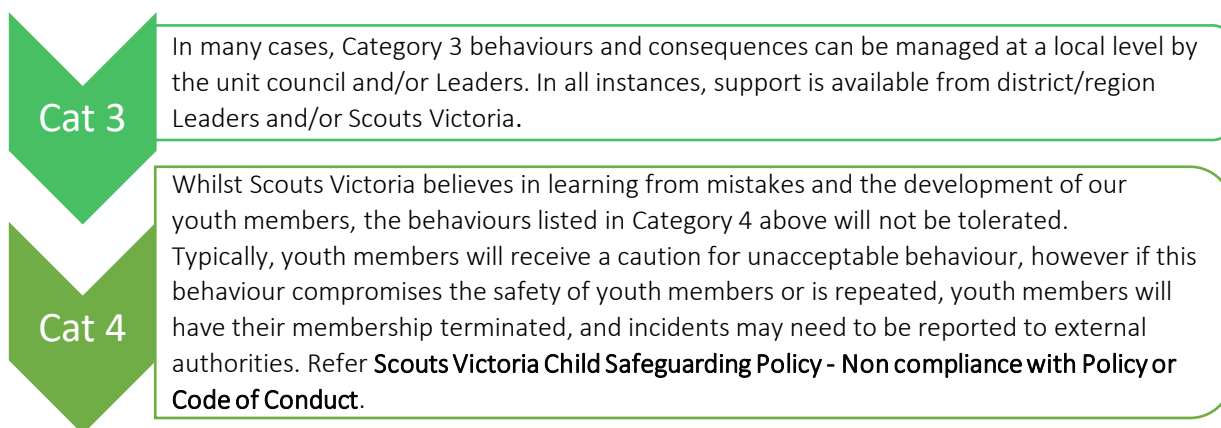 Cat 3
In many cases, Category 3 behaviours and consequences can be managed at a local level by
the unit council and/or Leaders. In all instances, support is available from district/region
Leaders and/or Scouts Victoria.
Cat 4
Whilst Scouts Victoria believes in learning from mistakes and the development of our
youth members, the behaviours listed in Category 4 above will not be tolerated.
Typically, youth members will receive a caution for unacceptable behaviour, however if this
behaviour compromises the safety of youth members or is repeated, youth members will
have their membership terminated, and incidents may need to be reported to external
authorities. Refer Scouts Victoria Child Safeguarding Policy - Non compliance with Policy or
Code of Conduct.